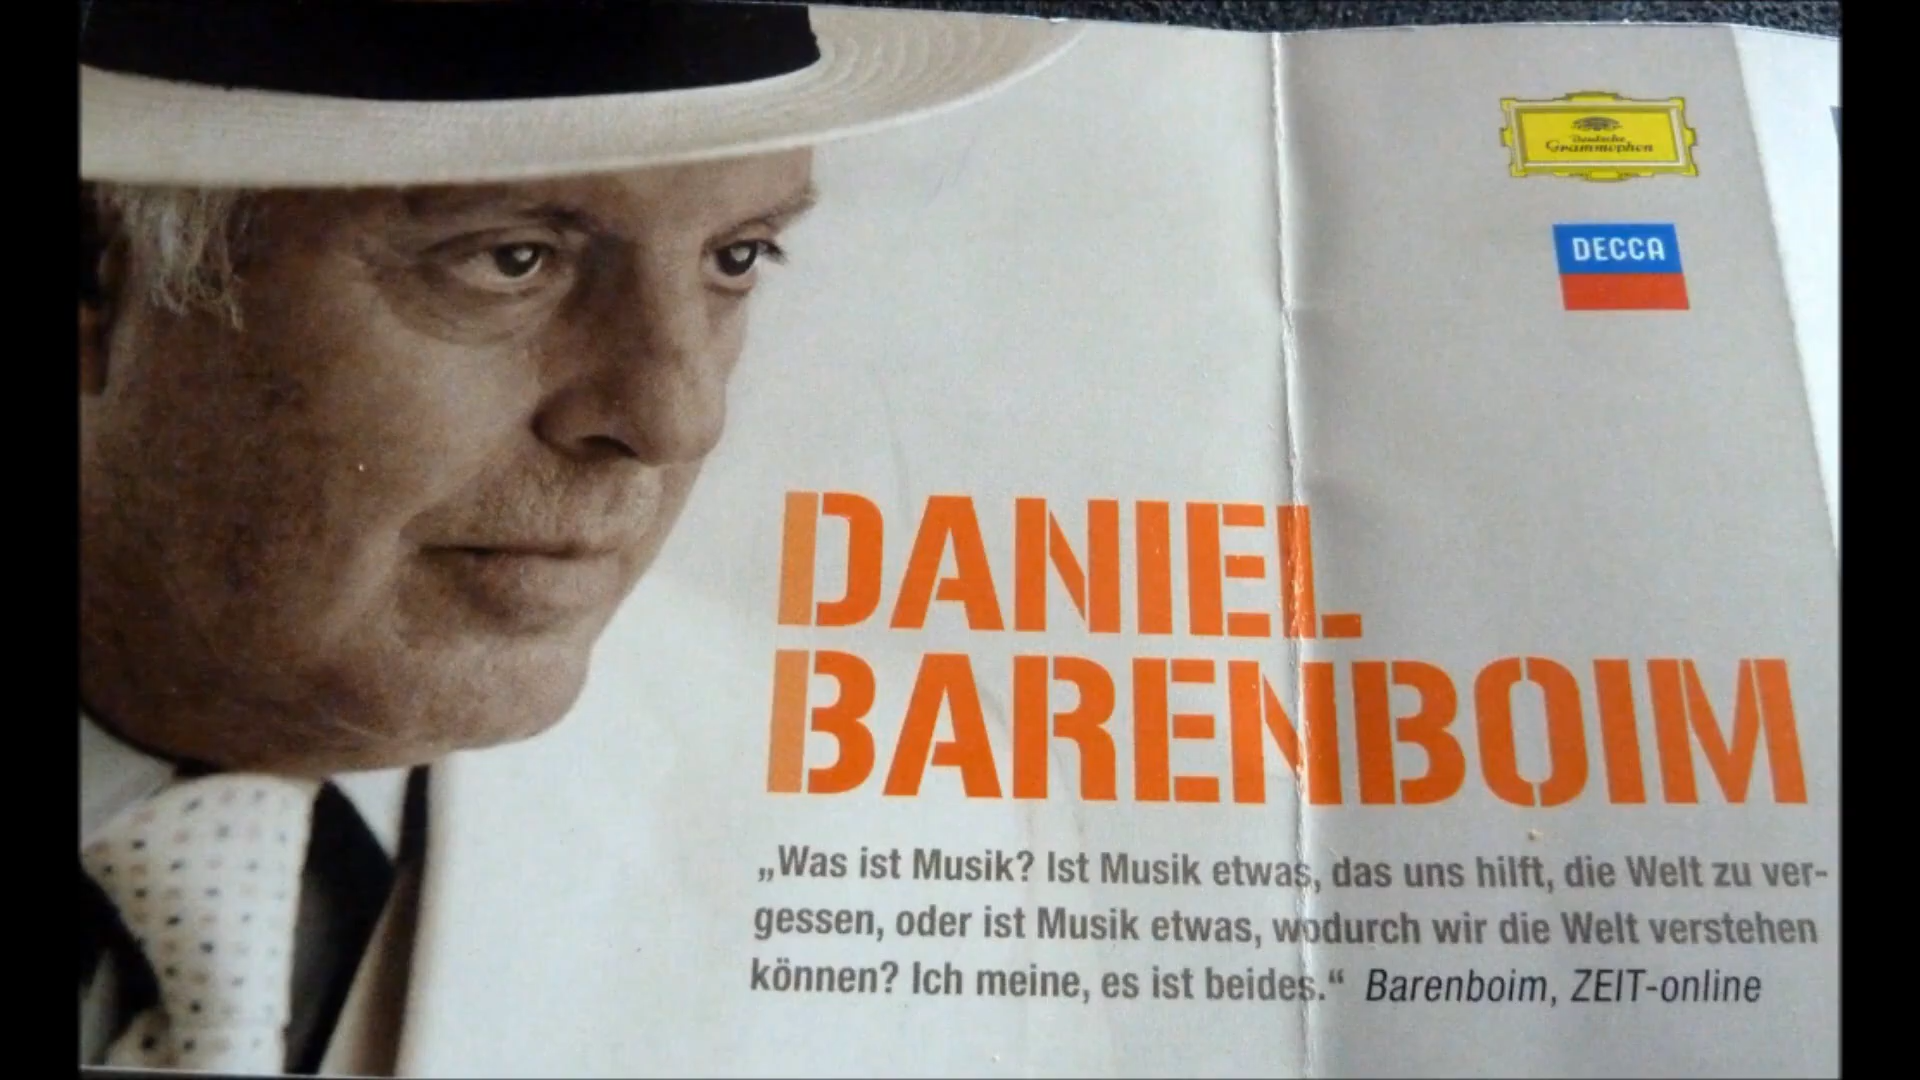 Deutsche
Grammophon
DECCA
DANIEL
BARENBOIM
„Was ist Musik? Ist Musik etwas, das uns hilft, die Welt zu ver-
gessen, oder ist Musik etwas, wodurch wir die Welt verstehen
können? Ich meine, es ist beides.“ Barenboim, ZEIT-online